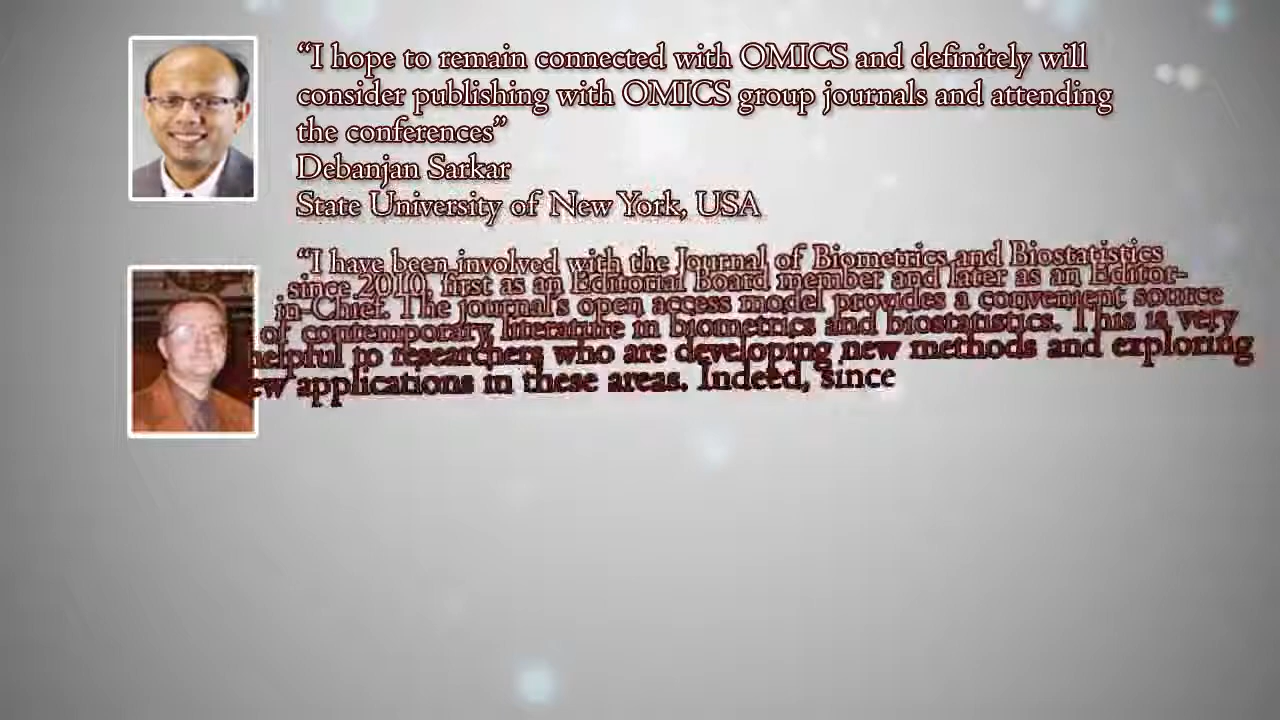 “I hope to remain connected with OMICS and definitely will
consider publishing with OMICS group journals and attending
the conferences”
Debanjan Sarkar
State University of New York, USA
“I have been involved with the Journal of Biometrics and Biostatistics
since 2010, first as an Editorial Board member and later as an Editor-
in-Chief. The journal's open access model provides a convenient source
of contemporary literature in biometrics and biostatistics. This is very
helpful to researchers who are developing new methods and exploring
ew applications in these areas. Indeed, since